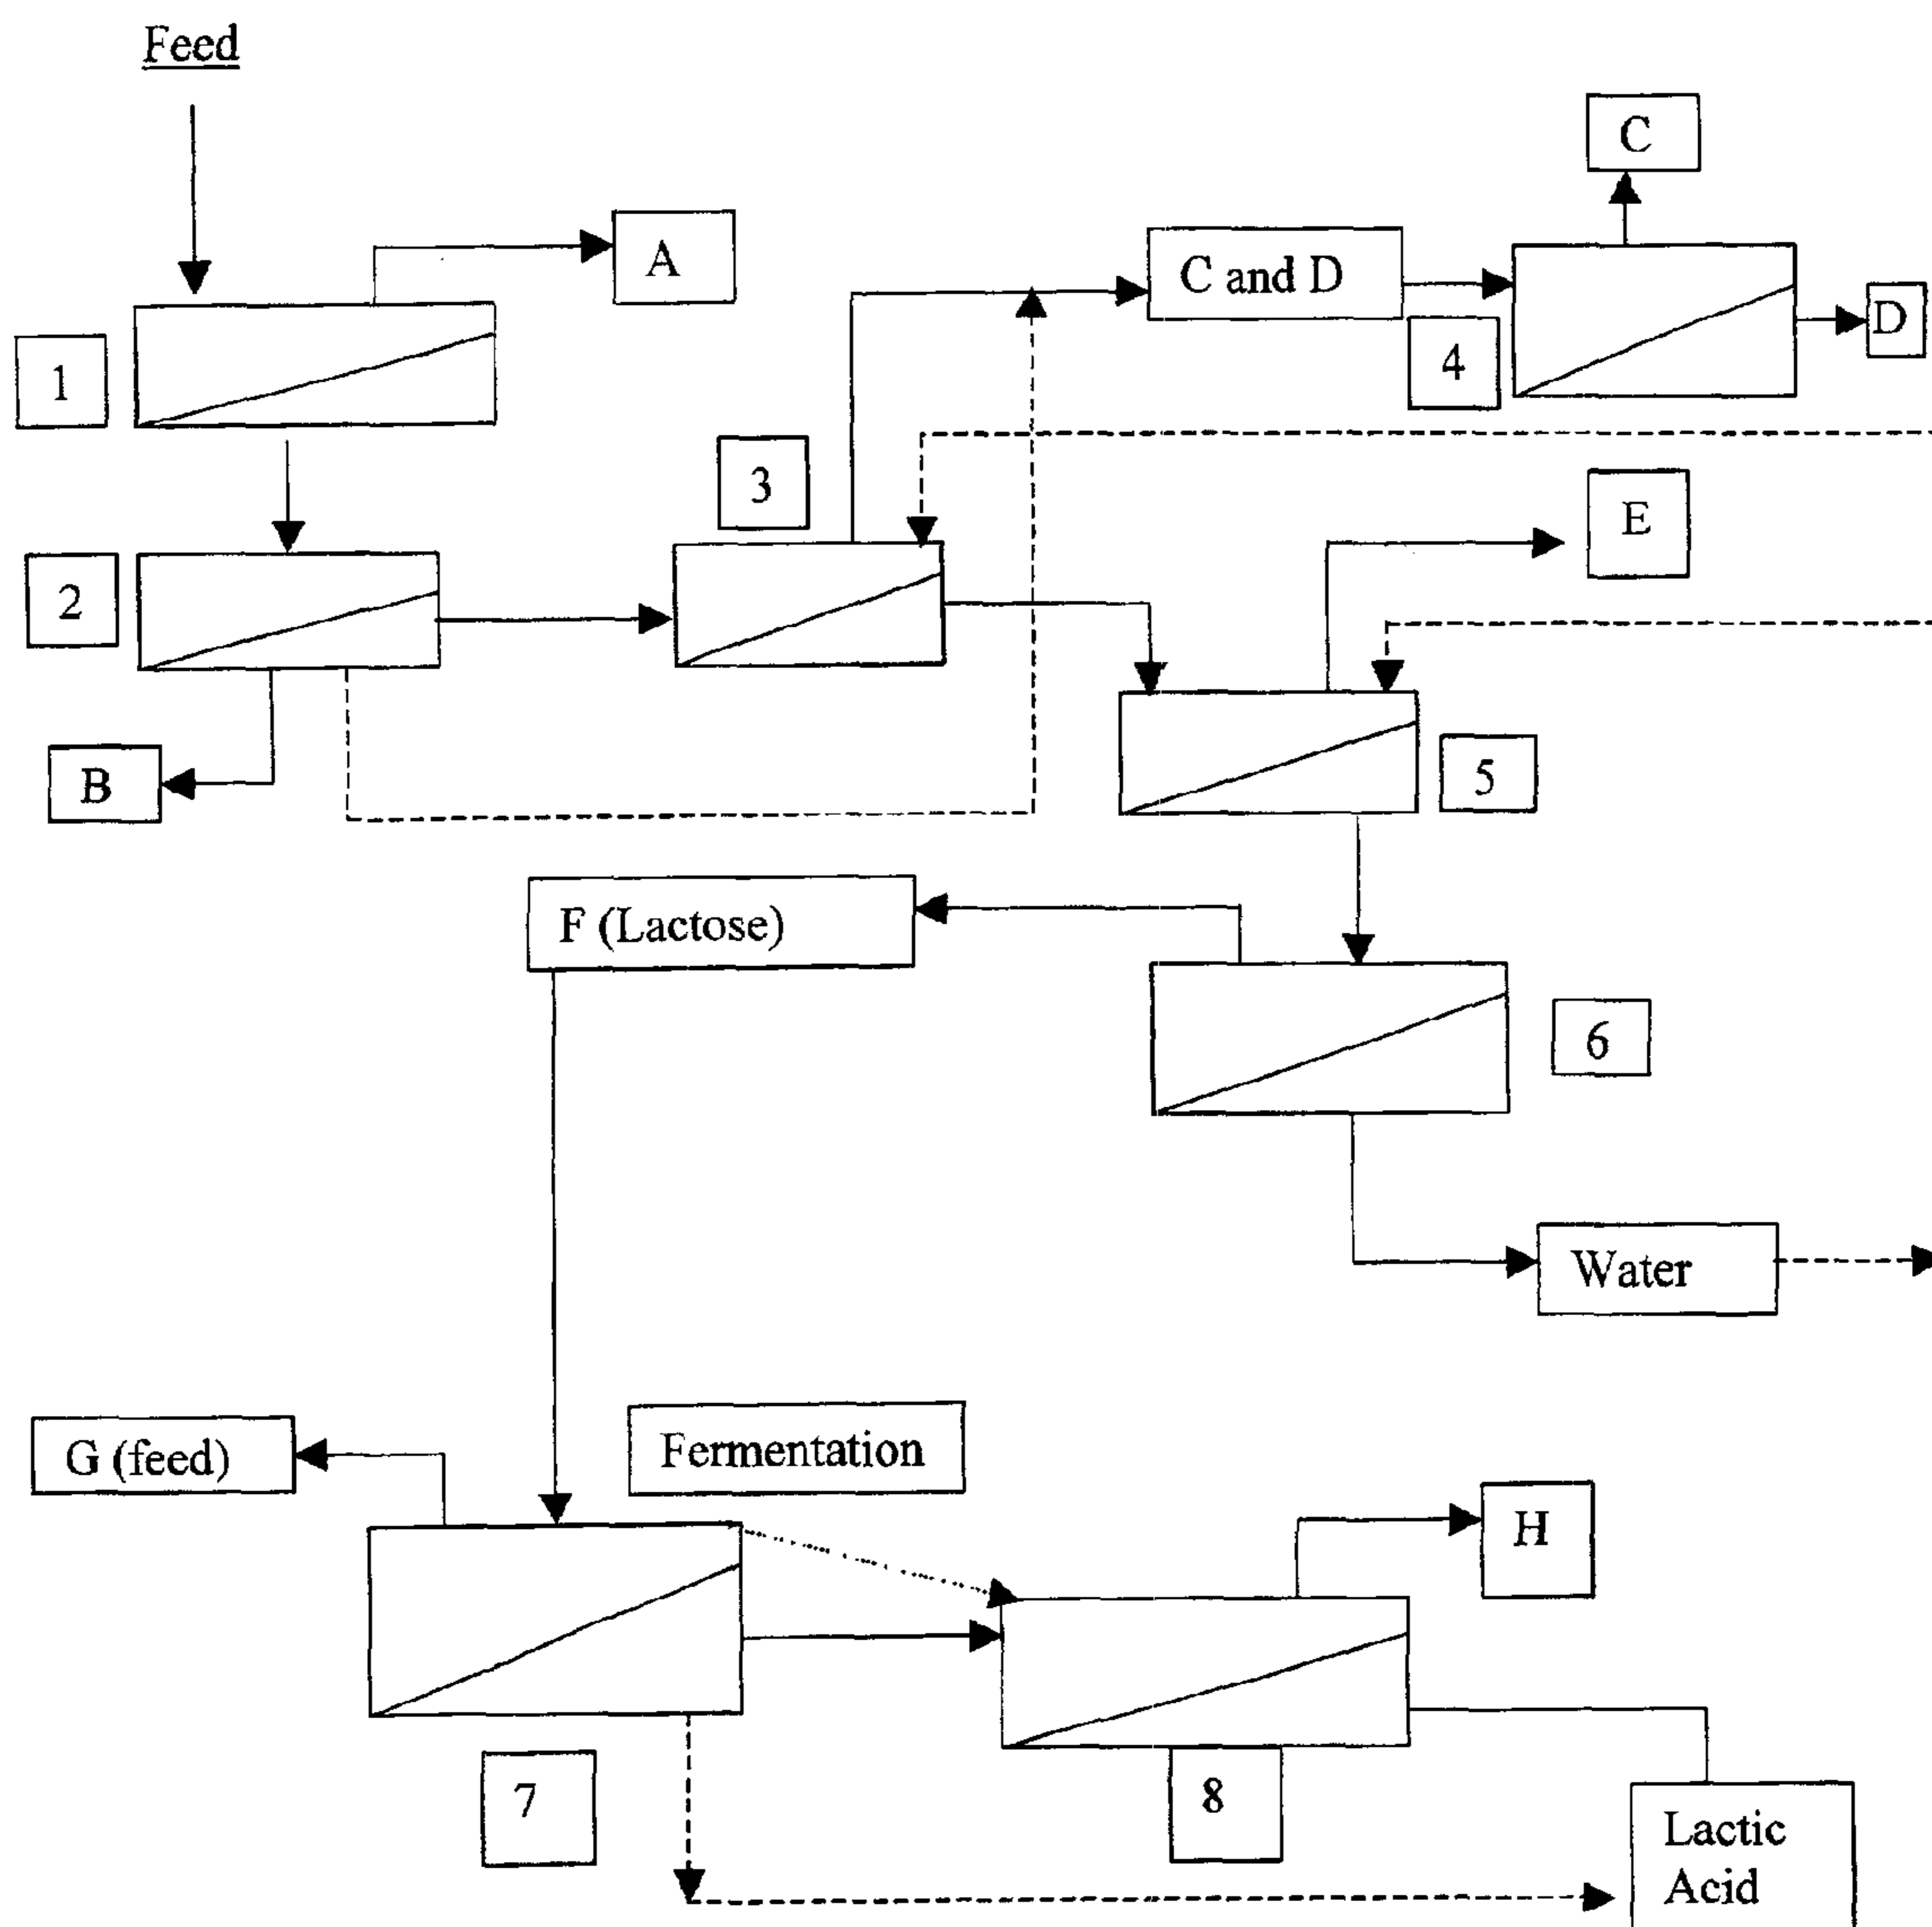 Feed
C
A
C and D
D
1
4
3
E
2
B
5
F (Lactose)
6
Water
G (feed)
Fermentation
H
7
8
Lactic
Acid